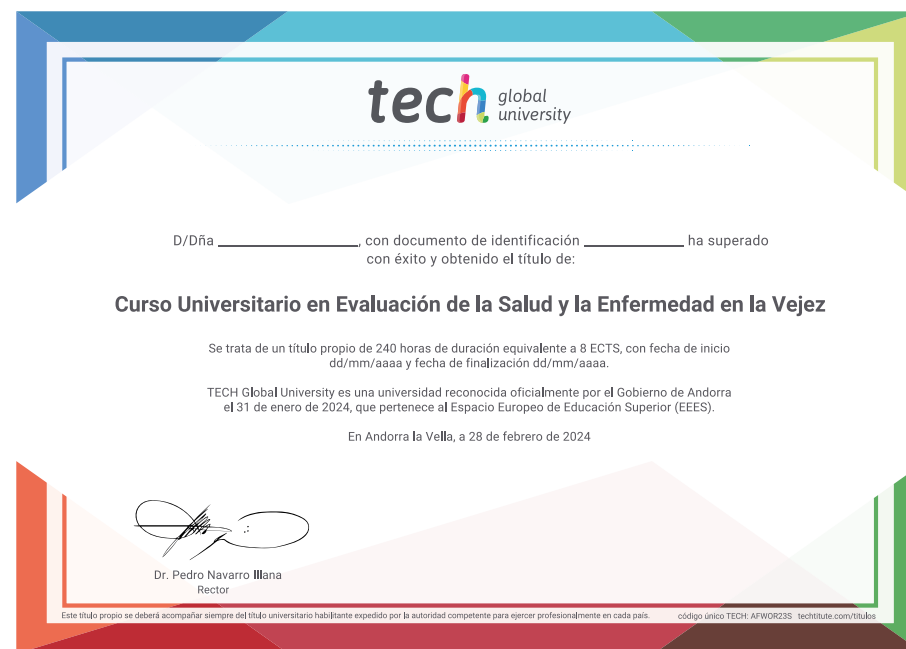 tech global university
D/Dña ____________________, con documento de identificación ______________ ha superado
con éxito y obtenido el título de:
Curso Universitario en Evaluación de la Salud y la Enfermedad en la Vejez
Se trata de un título propio de 240 horas de duración equivalente a 8 ECTS, con fecha de inicio
dd/mm/aaaa y fecha de finalización dd/mm/aaaa.
TECH Global University es una universidad reconocida oficialmente por el Gobierno de Andorra
el 31 de enero de 2024, que pertenece al Espacio Europeo de Educación Superior (EEES).
En Andorra la Vella, a 28 de febrero de 2024
Dr. Pedro Navarro Illana
Rector
Este título propio se deberá acompañar siempre del título universitario habilitante expedido por la autoridad competente para ejercer profesionalmente en cada país. código único TECH: AFWOR23S techtitute.com/titulos